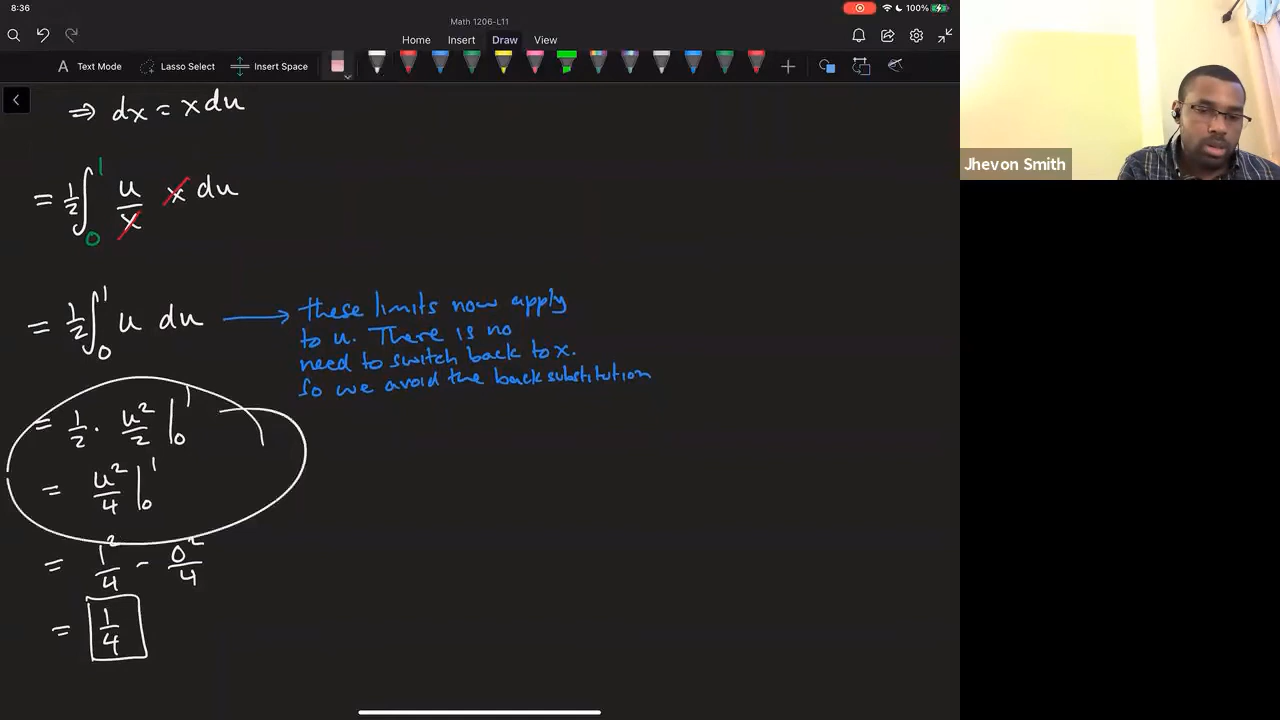 8:36
100%
Math 1206-L11
Home Insert Draw View
Text Mode Lasso Select Insert Space
Jhevon Smith
⇒ dx = x du
= 1/2 ∫₀¹ u/x x du
= 1/2 ∫₀¹ u du → these limits now apply
to u. There is no
need to switch back to x.
So we avoid the back substitution
= 1/2 · u²/2 |₀¹
= u²/4 |₀¹
= 1²/4 - 0²/4
= 1/4